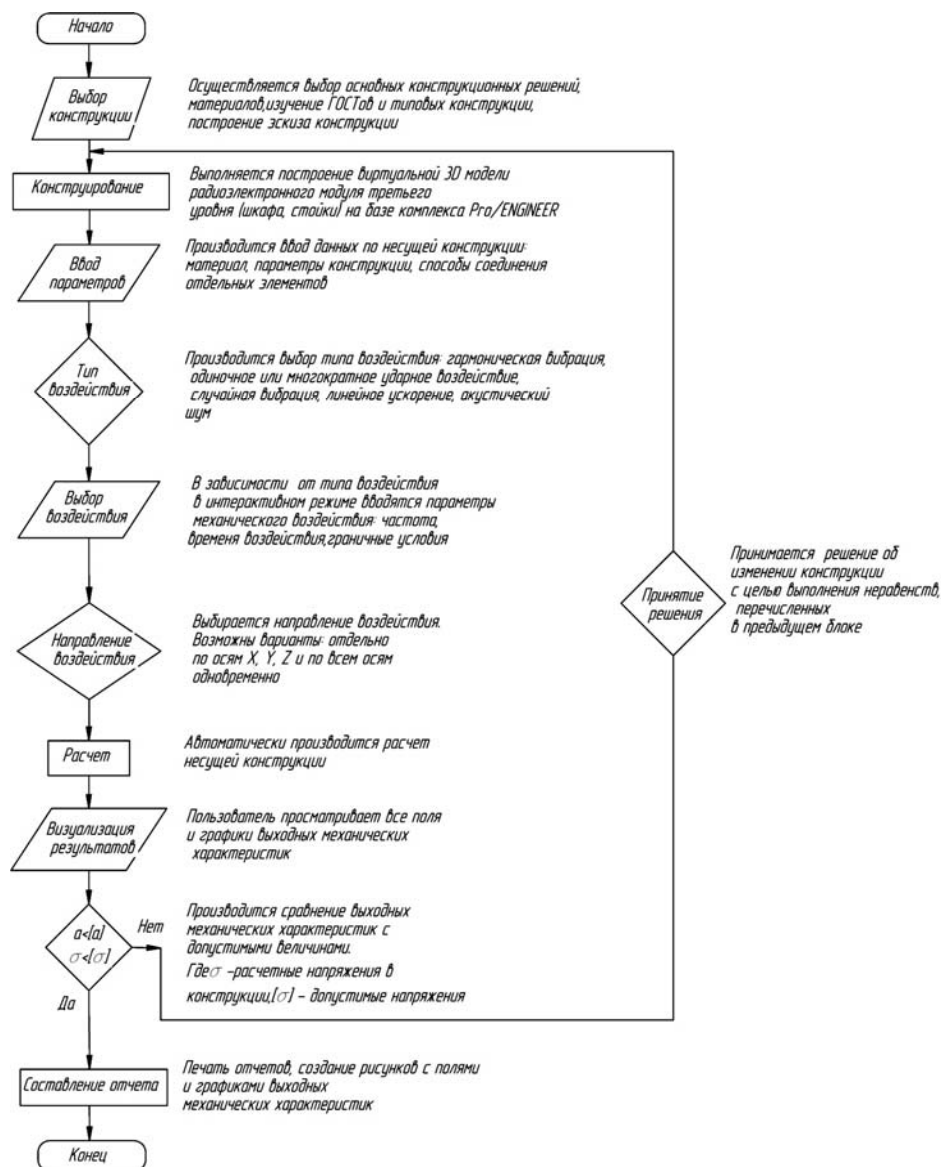 Начало
Выбор
конструкции
Осуществляется выбор основных конструкционных решений,
материалов,изучение ГОСТов и типовых конструкции,
построение эскиза конструкции
Конструирование
Выполняется построение виртуальной 3D модели
радиоэлектронного модуля третьего
уровня (шкафа, стойки) на базе комплекса Pro/ENGINEER
Ввод
параметров
Производится ввод данных по несущей конструкции:
материал, параметры конструкции, способы соединения
отдельных элементов
Тип
воздействия
Производится выбор типа воздействия: гармоническая вибрация,
одиночное или многократное ударное воздействие,
случайная вибрация, линейное ускорение, акустический
шум
Выбор
воздействия
В зависимости от типа воздействия
в интерактивном режиме вводятся параметры
механического воздействия: частота,
временя воздействия,граничные условия
Принятие
решения
Принимается решение об
изменении конструкции
с целью выполнения неравенств,
перечисленных
в предыдущем блоке
Направление
воздействия
Выбирается направление воздействия.
Возможны варианты: отдельно
по осям X, Y, Z и по всем осям
одновременно
Расчет
Автоматически производится расчет
несущей конструкции
Визуализация
результатов
Пользователь просматривает все поля
и графики выходных механических
характеристик
a<[a]
σ<[σ]
Нет
Да
Производится сравнение выходных
механических характеристик с
допустимыми величинами.
Где σ -расчетные напряжения в
конструкции,[σ] - допустимые напряжения
Составление отчета
Печать отчетов, создание рисунков с полями
и графиками выходных
механических характеристик
Конец